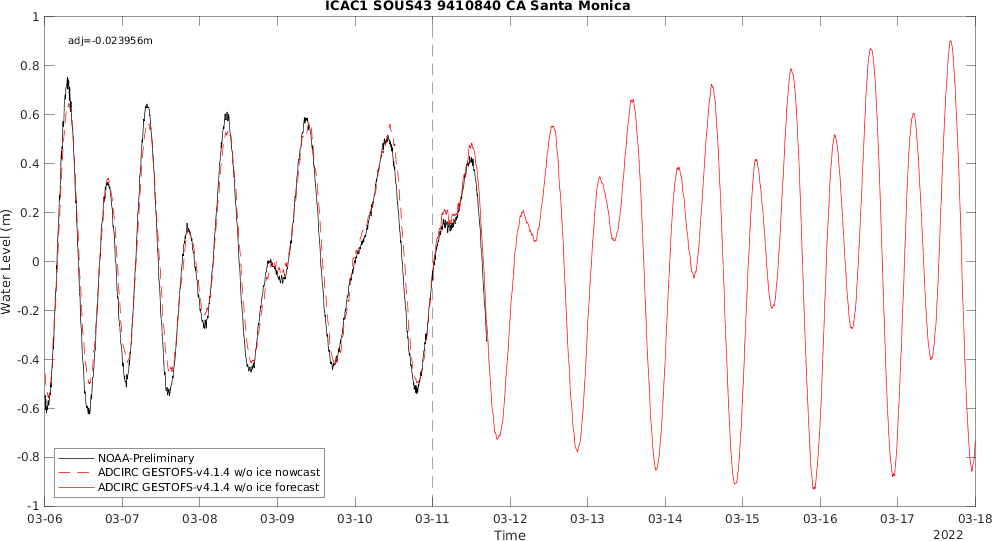 ICAC1 SOUS43 9410840 CA Santa Monica
adj=-0.023956m
1
0.8
0.6
0.4
0.2
0
-0.2
-0.4
-0.6
-0.8
-1
Water Level (m)
NOAA-Preliminary
ADCIRC GESTOFS-v4.1.4 w/o ice nowcast
ADCIRC GESTOFS-v4.1.4 w/o ice forecast
03-06 03-07 03-08 03-09 03-10 03-11 03-12 03-13 03-14 03-15 03-16 03-17 03-18
Time
2022